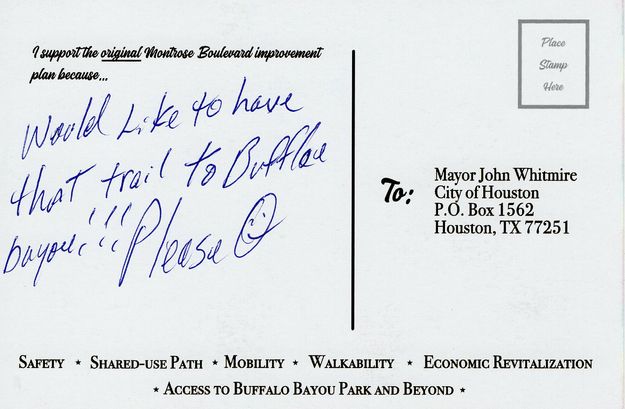 I support the original Montrose Boulevard improvement
plan because...
Would Like to have
that trail to Bufflae
bayou!!! Please ☺
Place
Stamp
Here
To:
Mayor John Whitmire
City of Houston
P.O. Box 1562
Houston, TX 77251
SAFETY ★ SHARED-USE PATH ★ MOBILITY ★ WALKABILITY ★ ECONOMIC REVITALIZATION
★ ACCESS TO BUFFALO BAYOU PARK AND BEYOND ★